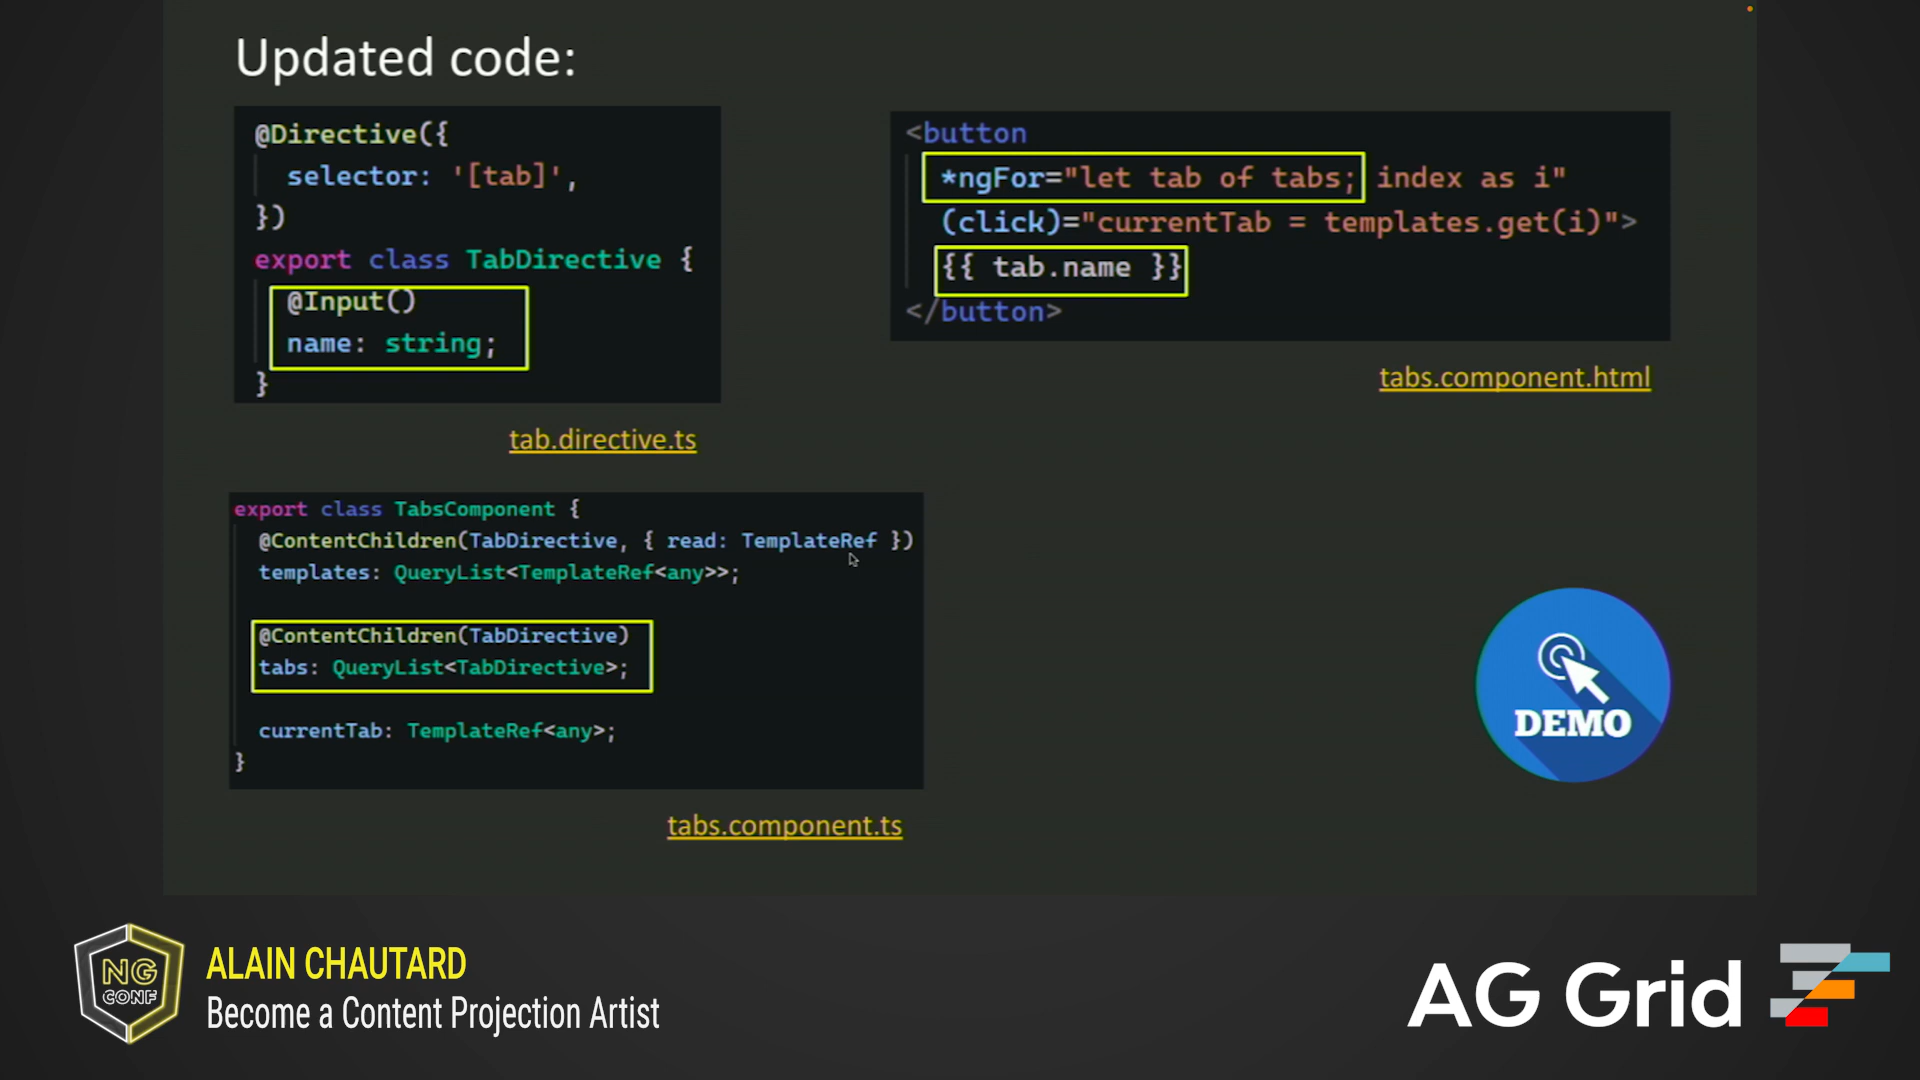 Updated code:
@Directive({
selector: '[tab]',
})
export class TabDirective {
@Input()
name: string;
}
tab.directive.ts
<button
*ngFor="let tab of tabs; index as i"
(click)="currentTab = templates.get(i)">
{{ tab.name }}
</button>
tabs.component.html
export class TabsComponent {
@ContentChildren(TabDirective, { read: TemplateRef })
templates: QueryList<TemplateRef<any>>;
@ContentChildren(TabDirective)
tabs: QueryList<TabDirective>;
currentTab: TemplateRef<any>;
}
tabs.component.ts
DEMO
NG
CONF
ALAIN CHAUTARD
Become a Content Projection Artist
AG Grid